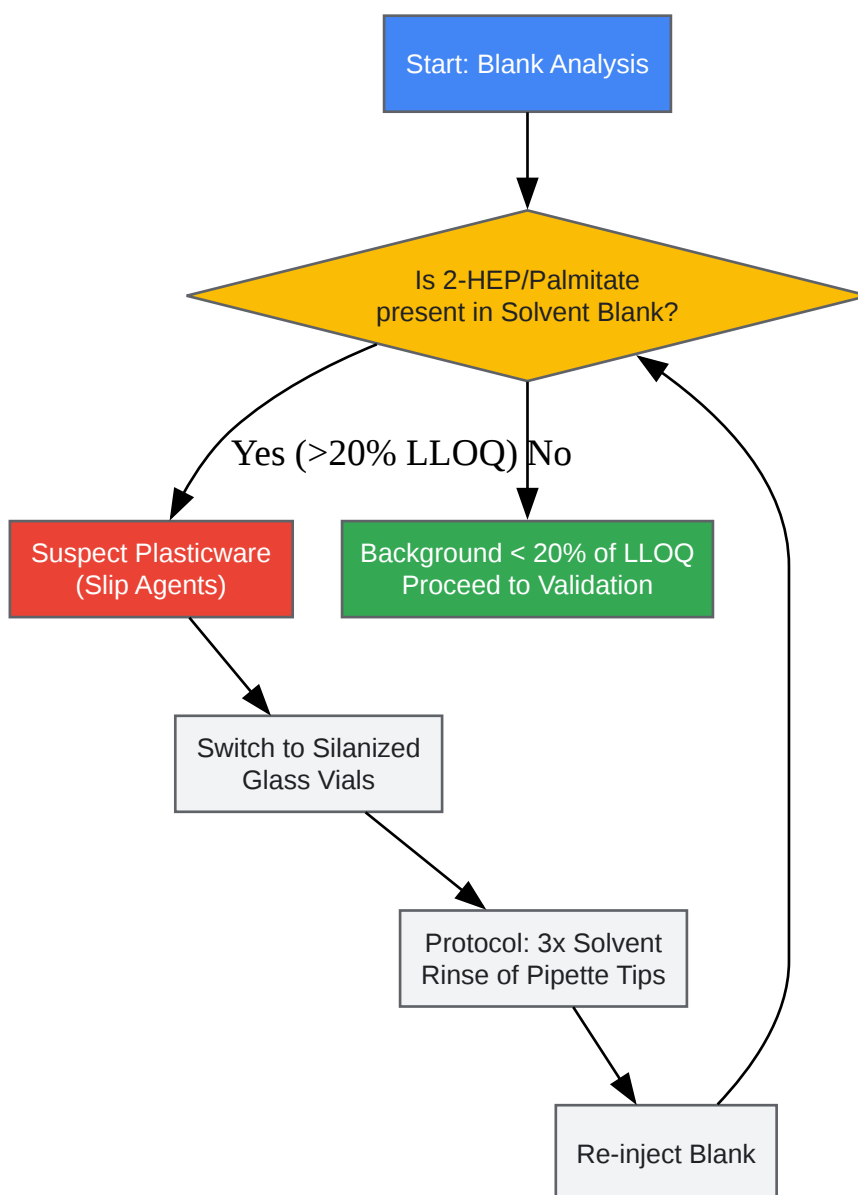 Start: Blank Analysis
Is 2-HEP/Palmitate
present in Solvent Blank?
Yes (>20% LLOQ)
No
Suspect Plasticware
(Slip Agents)
Background < 20% of LLOQ
Proceed to Validation
Switch to Silanized
Glass Vials
Protocol: 3x Solvent
Rinse of Pipette Tips
Re-inject Blank